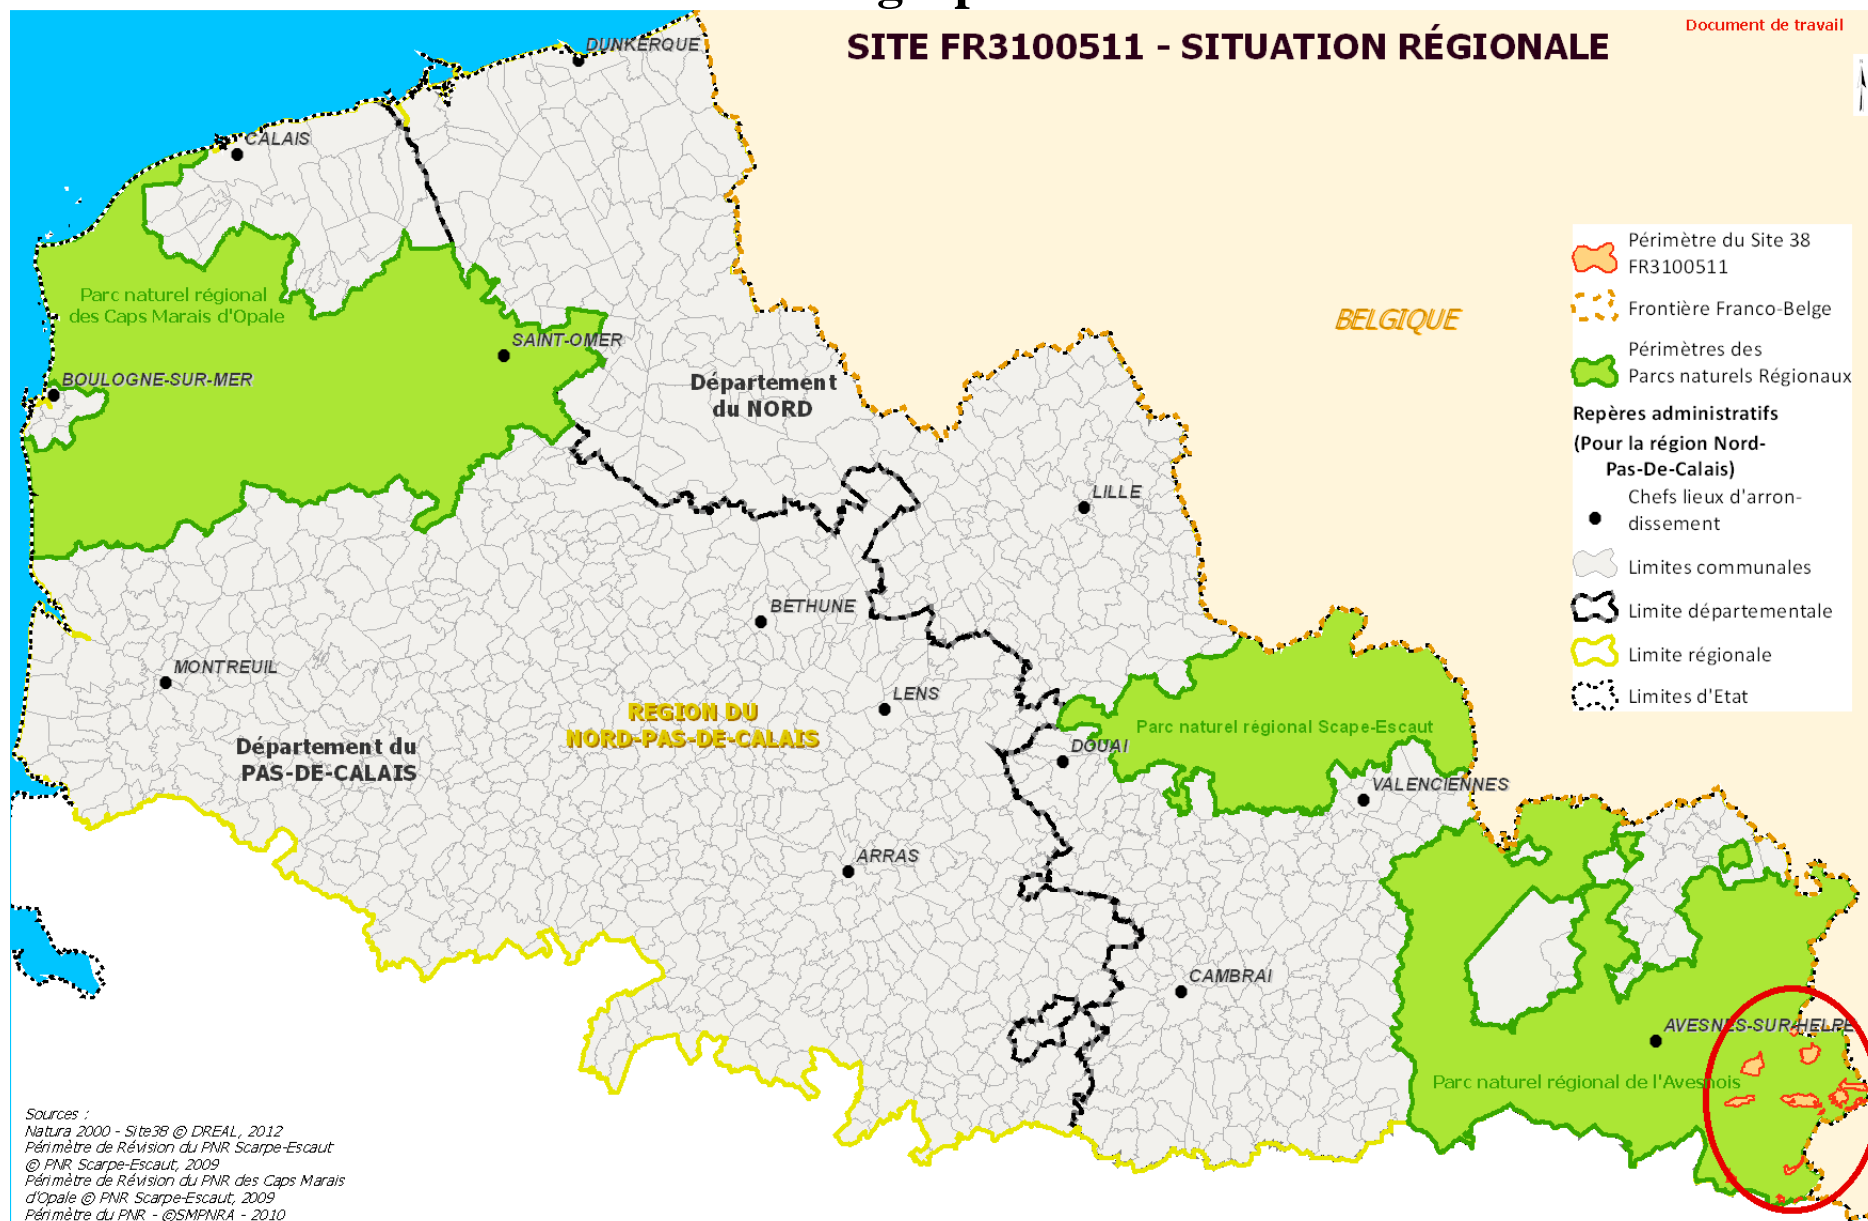 SITE FR3100511 - SITUATION RÉGIONALE
Document de travail
DUNKERQUE
CALAIS
Parc naturel régional
des Caps Marais d'Opale
SAINT-OMER
BOULOGNE-SUR-MER
Département
du NORD
BELGIQUE
LILLE
BETHUNE
MONTREUIL
LENS
REGION DU
NORD-PAS-DE-CALAIS
Département du
PAS-DE-CALAIS
Parc naturel régional Scape-Escaut
DOUAI
VALENCIENNES
ARRAS
CAMBRAI
AVESNES-SUR-HELPE
Parc naturel régional de l'Avesnois
Périmètre du Site 38
FR3100511
Frontière Franco-Belge
Périmètres des
Parcs naturels Régionaux
Repères administratifs
(Pour la région Nord-
Pas-De-Calais)
Chefs lieux d'arron-
dissement
Limites communales
Limite départementale
Limite régionale
Limites d'Etat
Sources :
Natura 2000 - Site38 © DREAL, 2012
Périmètre de Révision du PNR Scarpe-Escaut
© PNR Scarpe-Escaut, 2009
Périmètre de Révision du PNR des Caps Marais
d'Opale © PNR Scarpe-Escaut, 2009
Périmètre du PNR - ©SMPNRA - 2010